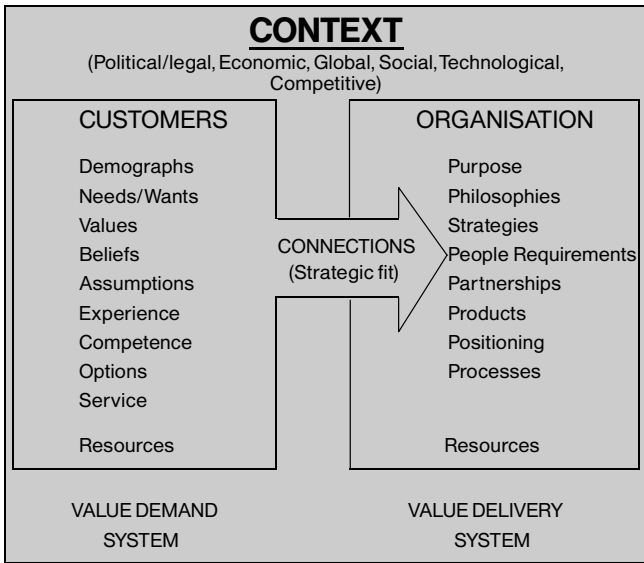 CONTEXT
(Political/legal, Economic, Global, Social, Technological,
Competitive)
CUSTOMERS
Demographs
Needs/Wants
Values
Beliefs
Assumptions
Experience
Competence
Options
Service
Resources
CONNECTIONS
(Strategic fit)
ORGANISATION
Purpose
Philosophies
Strategies
People Requirements
Partnerships
Products
Positioning
Processes
Resources
VALUE DEMAND
SYSTEM
VALUE DELIVERY
SYSTEM